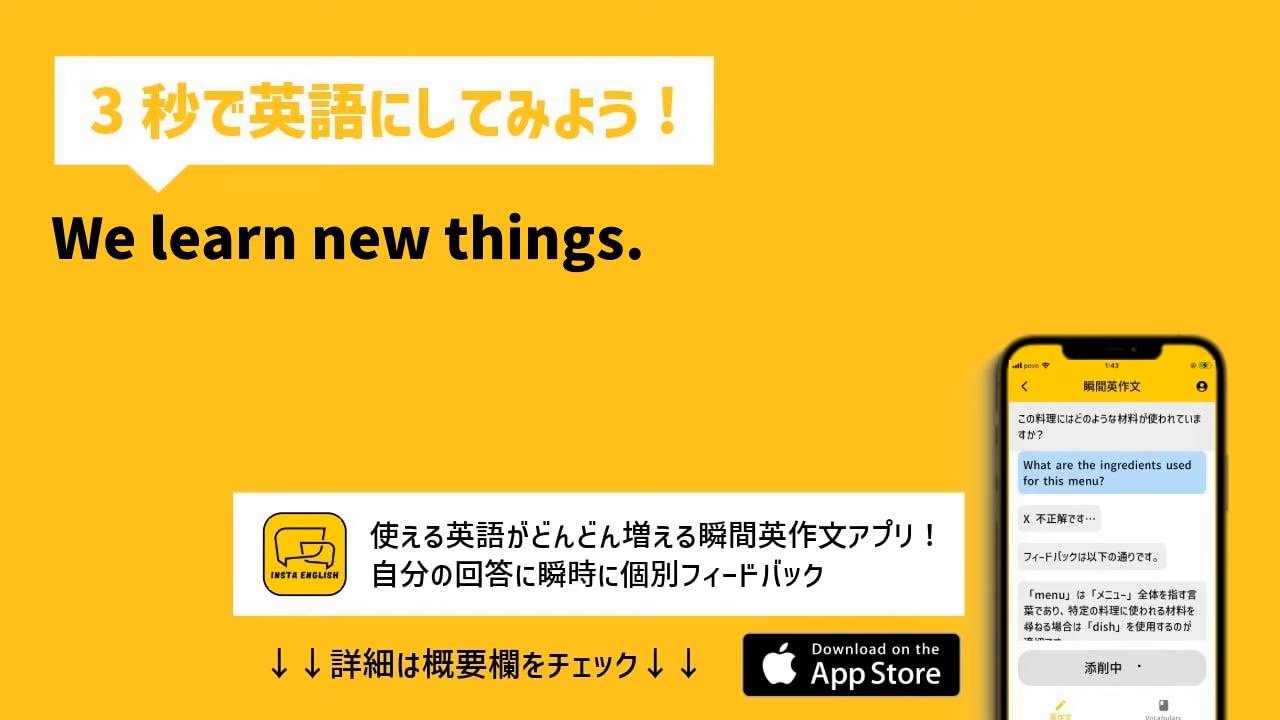 3秒で英語にしてみよう！
We learn new things.
povo
1:43
瞬間英作文
この料理にはどのような材料が使われていま
すか？
What are the ingredients used
for this menu?
X 不正解です…
フィードバックは以下の通りです。
「menu」は「メニュー」全体を指す言
葉であり、特定の料理に使われる材料を
尋ねる場合は「dish」を使用するのが
添削中
英作文
Vocabulary
INSTA ENGLISH
使える英語がどんどん増える瞬間英作文アプリ！
自分の回答に瞬時に個別フィードバック
↓↓詳細は概要欄をチェック↓↓
Download on the
App Store